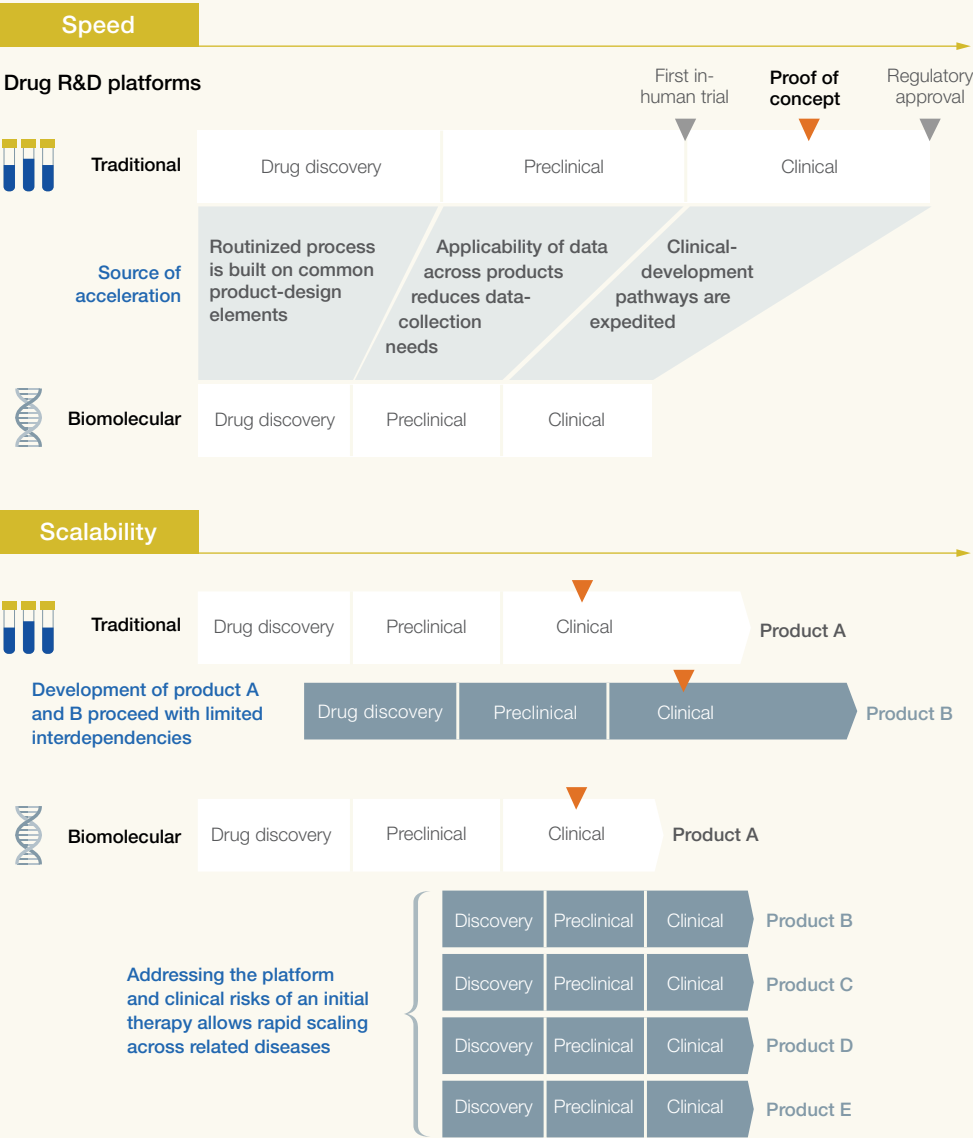 Speed
Drug R&D platforms
First in-
human trial
Proof of
concept
Regulatory
approval
Traditional
Drug discovery
Preclinical
Clinical
Source of
acceleration
Routinized process
is built on common
product-design
elements
Applicability of data
across products
reduces data-
collection
needs
Clinical-
development
pathways are
expedited
Biomolecular
Drug discovery
Preclinical
Clinical
Scalability
Traditional
Drug discovery
Preclinical
Clinical
Product A
Development of product A
and B proceed with limited
interdependencies
Drug discovery
Preclinical
Clinical
Product B
Biomolecular
Drug discovery
Preclinical
Clinical
Product A
Addressing the platform
and clinical risks of an initial
therapy allows rapid scaling
across related diseases
Discovery
Preclinical
Clinical
Product B
Discovery
Preclinical
Clinical
Product C
Discovery
Preclinical
Clinical
Product D
Discovery
Preclinical
Clinical
Product E